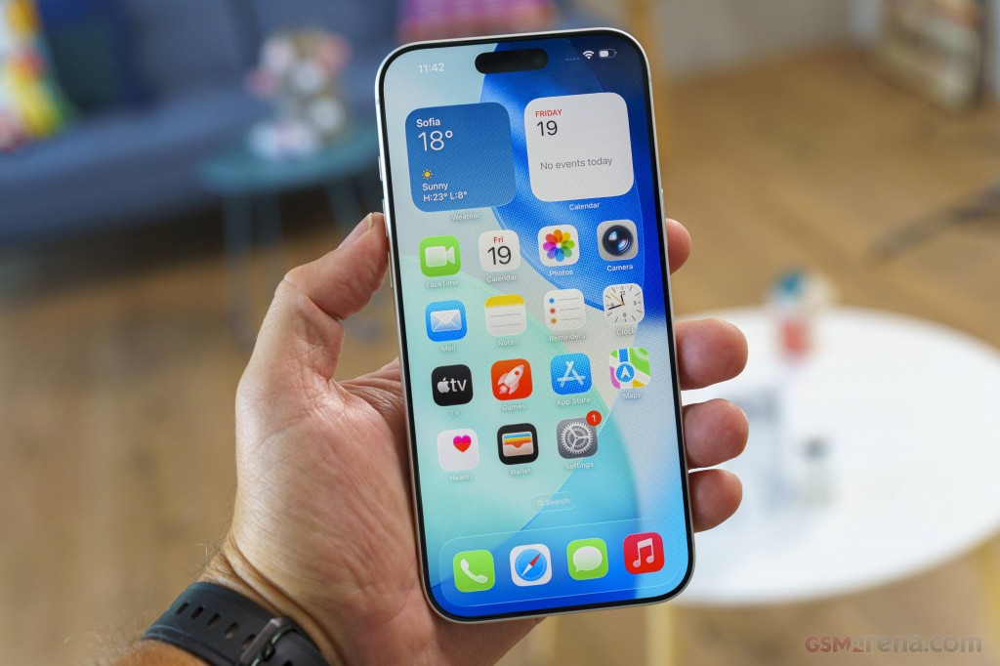 11:42
Sofia
18°
Sunny
H:23° L:8°
Weather
FRIDAY
19
No events today
Calendar
FaceTime
Fri
19
Calendar
Photos
Camera
Mail
Notes
Reminders
Clock
tv
TV
Games
App Store
Maps
Health
Wallet
1
Settings
Search
GSMarena.com